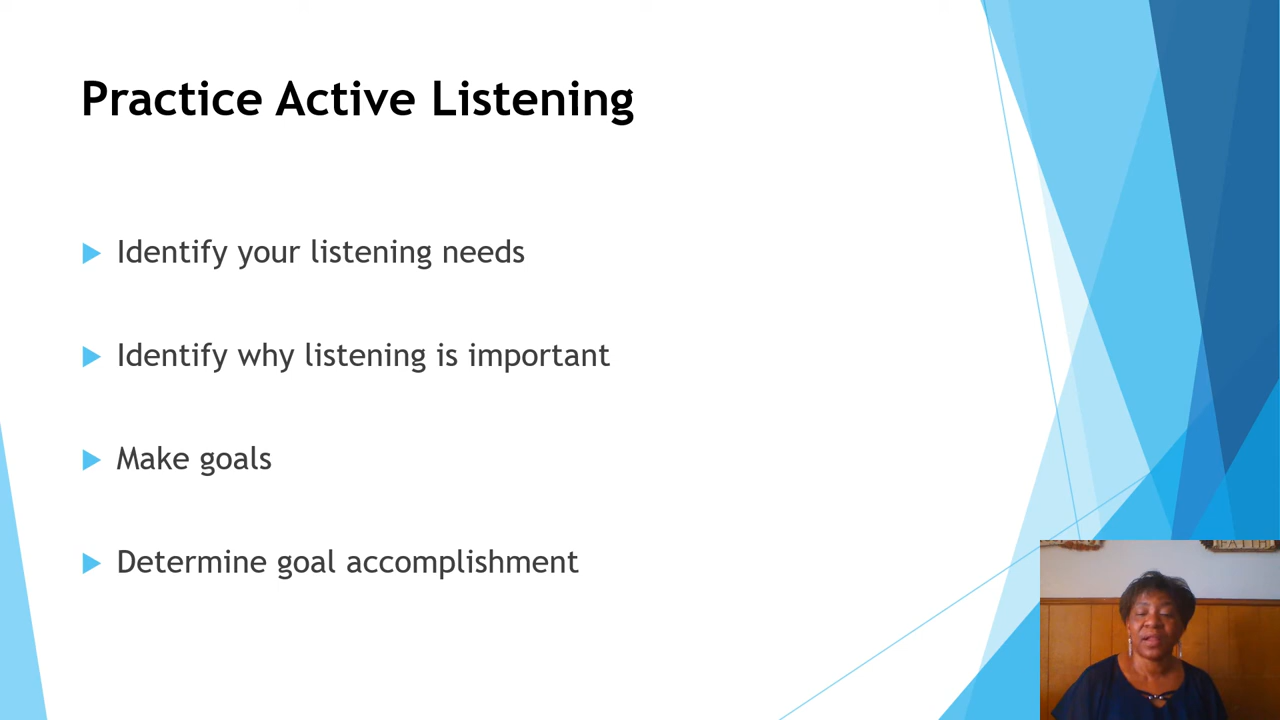 Practice Active Listening
Identify your listening needs
Identify why listening is important
Make goals
Determine goal accomplishment